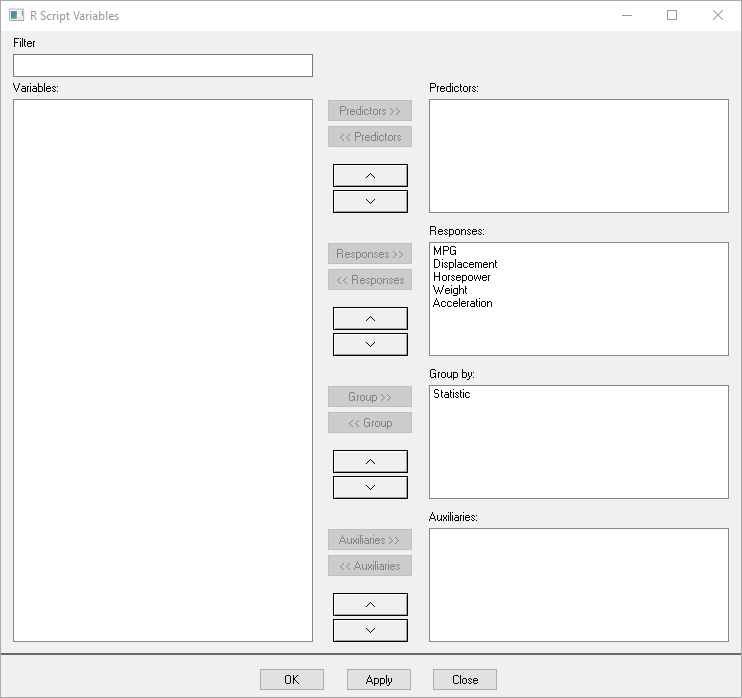 R Script Variables
Filter
Variables:
Predictors >>
<< Predictors
Predictors:
Responses >>
<< Responses
Responses:
MPG
Displacement
Horsepower
Weight
Acceleration
Group >>
<< Group
Group by:
Statistic
Auxiliaries >>
<< Auxiliaries
Auxiliaries:
OK
Apply
Close